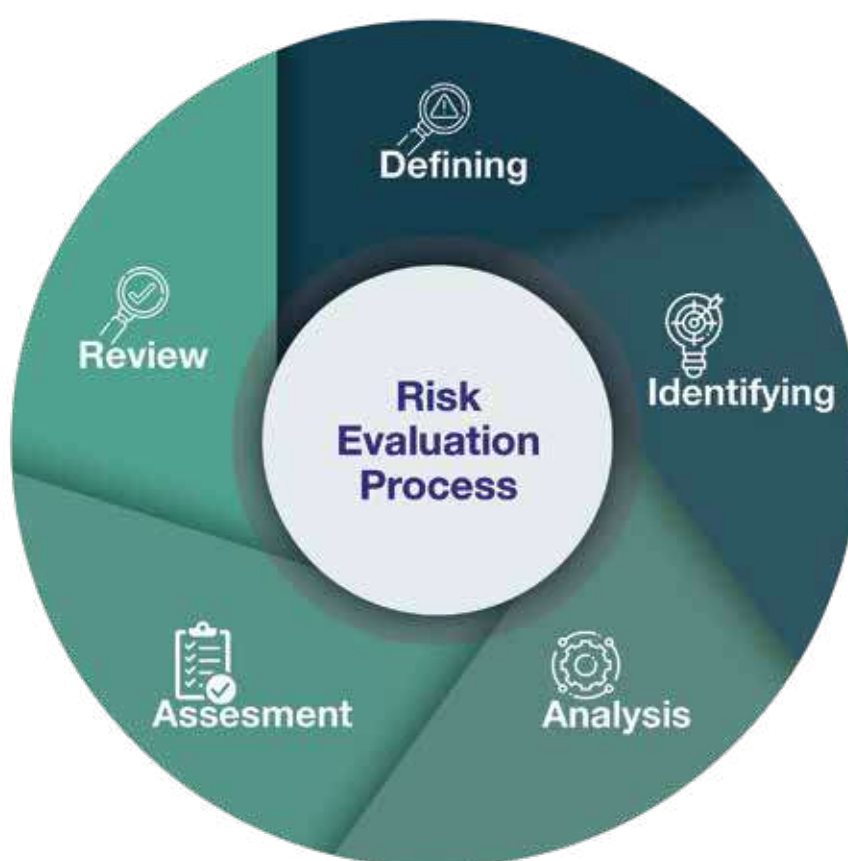 Defining
Identifying
Analysis
Assesment
Review
Risk
Evaluation
Process